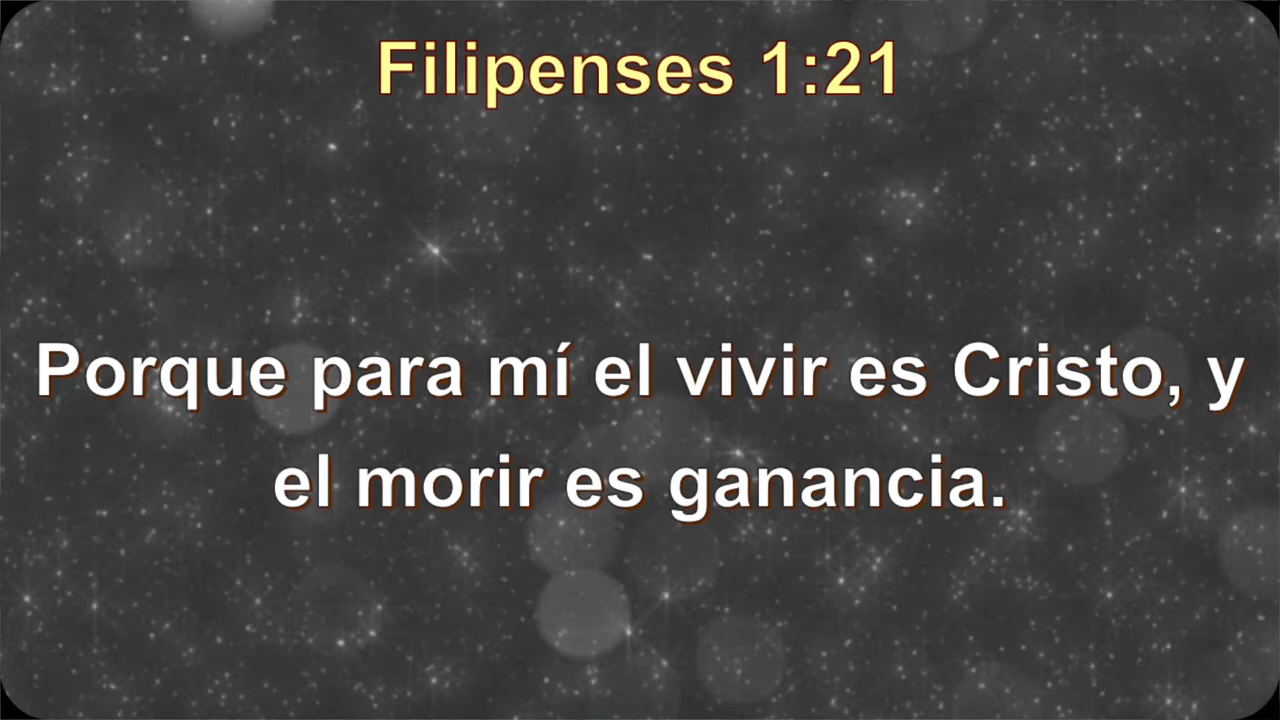 Filipenses 1:21
Porque para mí el vivir es Cristo, y
el morir es ganancia.